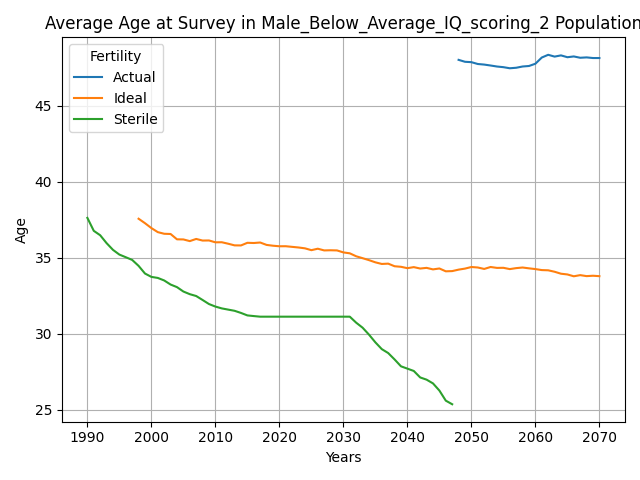 Average Age at Survey in Male_Below_Average_IQ_scoring_2 Population
Fertility
Actual
Ideal
Sterile
45
40
35
30
25
Age
1990 2000 2010 2020 2030 2040 2050 2060 2070
Years